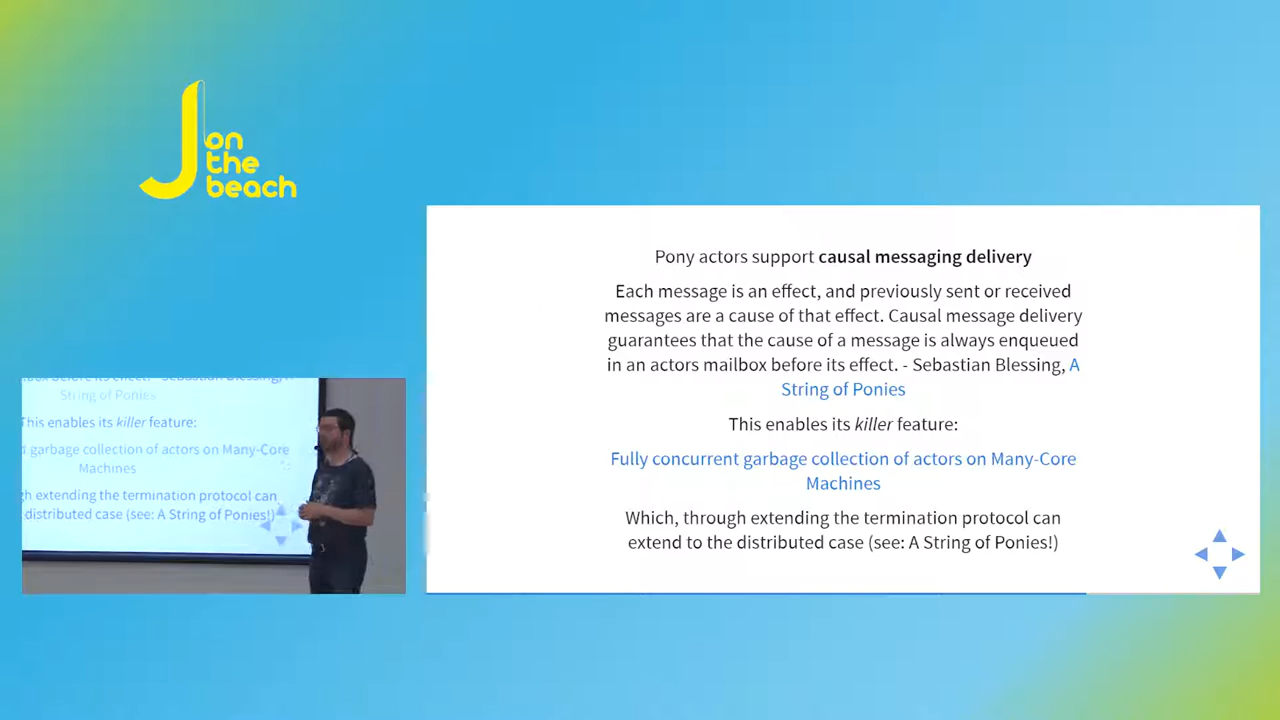 J on
the
beach
Pony actors support causal messaging delivery
Each message is an effect, and previously sent or received
messages are a cause of that effect. Causal message delivery
guarantees that the cause of a message is always enqueued
in an actors mailbox before its effect. - Sebastian Blessing, A
String of Ponies
This enables its killer feature:
Fully concurrent garbage collection of actors on Many-Core
Machines
Which, through extending the termination protocol can
extend to the distributed case (see: A String of Ponies!)
String of Ponies
This enables its killer feature:
garbage collection of actors on Many-Core
Machines
gh extending the termination protocol can
distributed case (see: A String of Ponies!)